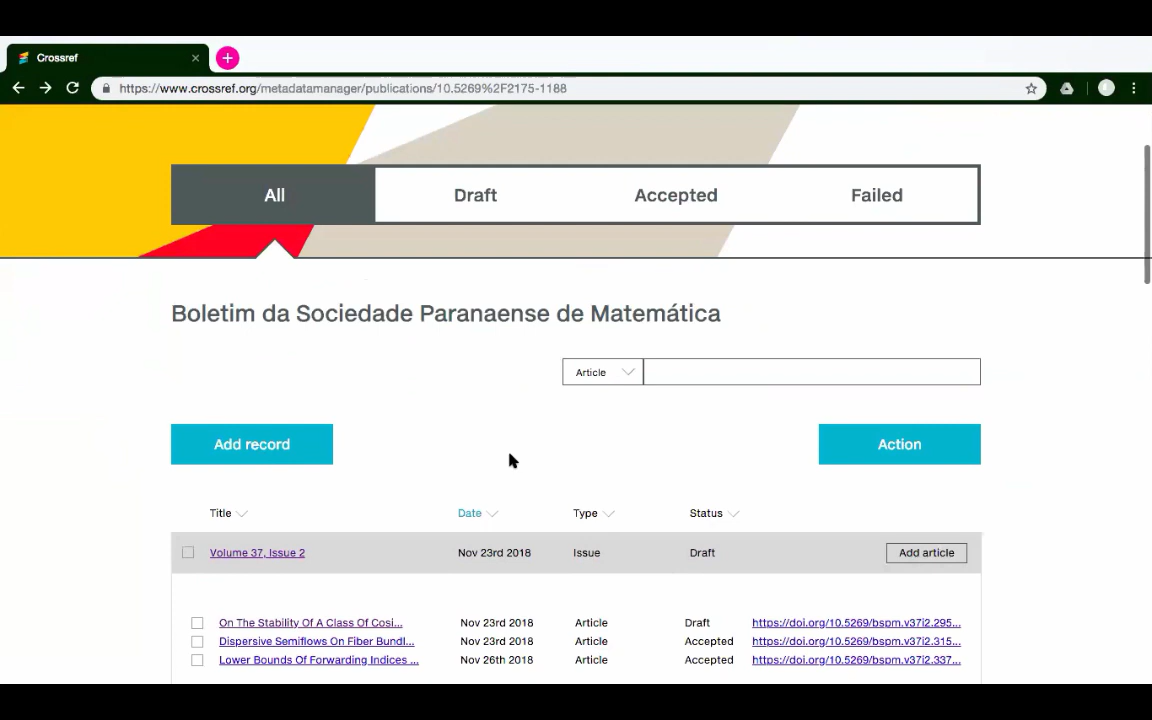 Crossref
https://www.crossref.org/metadatamanager/publications/10.5269%2F2175-1188
All Draft Accepted Failed
Boletim da Sociedade Paranaense de Matemática
Article
Add record Action
Title Date Type Status
Volume 37, Issue 2 Nov 23rd 2018 Issue Draft Add article
On The Stability Of A Class Of Cosi... Nov 23rd 2018 Article Draft https://doi.org/10.5269/bspm.v37i2.295...
Dispersive Semiflows On Fiber Bundl... Nov 23rd 2018 Article Accepted https://doi.org/10.5269/bspm.v37i2.315...
Lower Bounds Of Forwarding Indices ... Nov 26th 2018 Article Accepted https://doi.org/10.5269/bspm.v37i2.337...